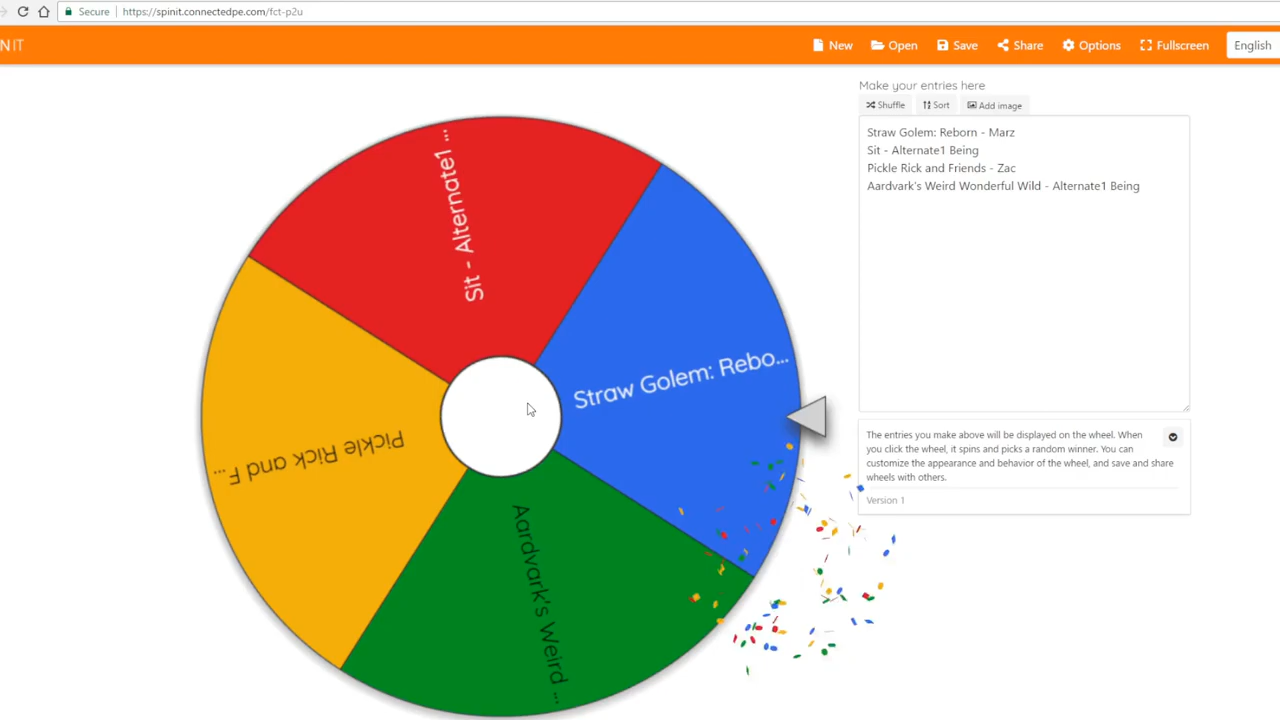 Secure https://spinit.connectedpe.com/fct-p2u
NIT New Open Save Share Options Fullscreen English
Make your entries here
Shuffle Sort Add image
Straw Golem: Reborn - Marz
Sit - Alternate1 Being
Pickle Rick and Friends - Zac
Aardvark's Weird Wonderful Wild - Alternate1 Being
Sit - Alternate1 ...
Straw Golem: Rebo...
Pickle Rick and F...
Aardvark's Weird ...
The entries you make above will be displayed on the wheel. When
you click the wheel, it spins and picks a random winner. You can
customize the appearance and behavior of the wheel, and save and share
wheels with others.
Version 1